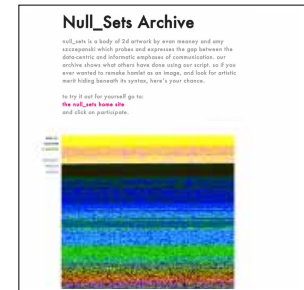 Null_Sets Archive
null_sets is a body of 2d artwork by evan meaney and amy
szczepanski which probes and expresses the gap between the
data-centric and informatic emphases of communication. our
archive shows what others have done using our script. so if you
ever wanted to remake hamlet as an image, and look for artistic
merit hiding beneath its syntax, here's your chance.
to try it out for yourself go to:
the null_sets home site
and click on participate.